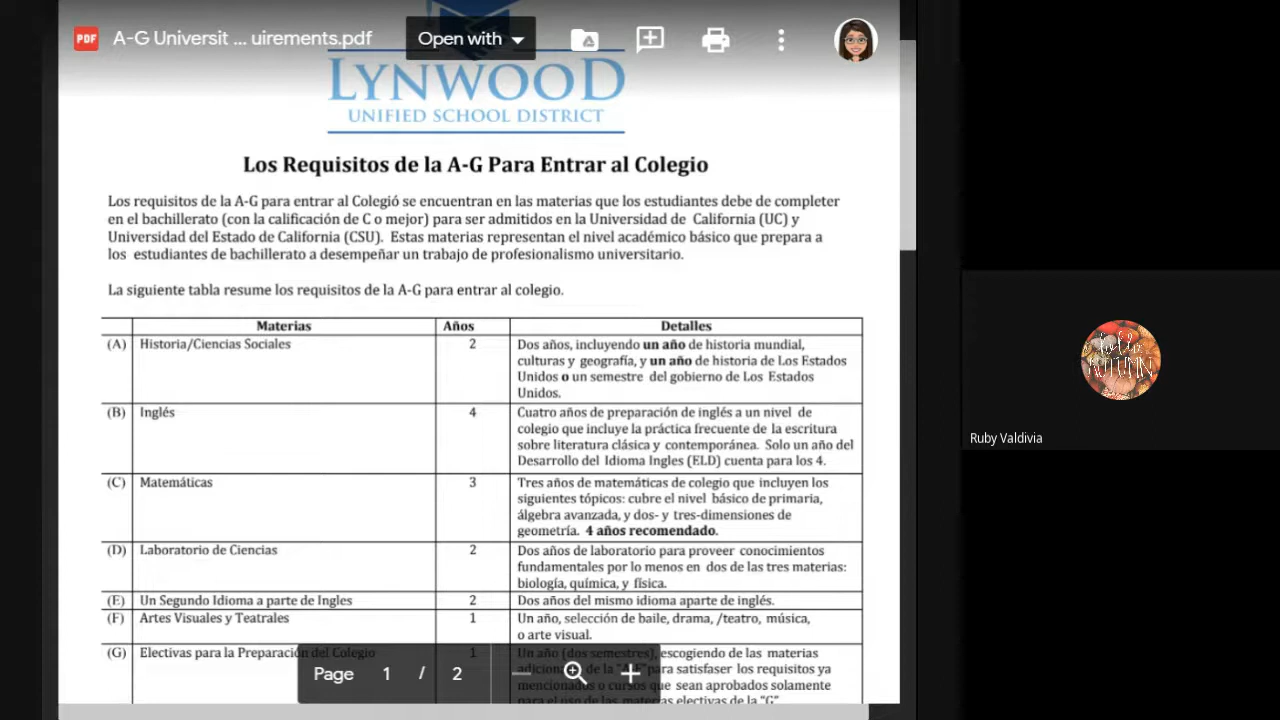 PDF A-G Universit ... uirements.pdf Open with
LYNWOOD
UNIFIED SCHOOL DISTRICT
Los Requisitos de la A-G Para Entrar al Colegio
Los requisitos de la A-G para entrar al Colegió se encuentran en las materias que los estudiantes debe de completer
en el bachillerato (con la calificación de C o mejor) para ser admitidos en la Universidad de California (UC) y
Universidad del Estado de California (CSU). Estas materias representan el nivel académico básico que prepara a
los estudiantes de bachillerato a desempeñar un trabajo de profesionalismo universitario.
La siguiente tabla resume los requisitos de la A-G para entrar al colegio.
Materias Años Detalles
(A) Historia/Ciencias Sociales 2 Dos años, incluyendo un año de historia mundial,
culturas y geografía, y un año de historia de Los Estados
Unidos o un semestre del gobierno de Los Estados
Unidos.
(B) Inglés 4 Cuatro años de preparación de inglés a un nivel de
colegio que incluye la práctica frecuente de la escritura
sobre literatura clásica y contemporánea. Solo un año del
Desarrollo del Idioma Ingles (ELD) cuenta para los 4.
(C) Matemáticas 3 Tres años de matemáticas de colegio que incluyen los
siguientes tópicos: cubre el nivel básico de primaria,
álgebra avanzada, y dos- y tres-dimensiones de
geometría. 4 años recomendado.
(D) Laboratorio de Ciencias 2 Dos años de laboratorio para proveer conocimientos
fundamentales por lo menos en dos de las tres materias:
biología, química, y física.
(E) Un Segundo Idioma a parte de Ingles 2 Dos años del mismo idioma aparte de inglés.
(F) Artes Visuales y Teatrales 1 Un año, selección de baile, drama, /teatro, música,
o arte visual.
(G) Electivas para la Preparación del Colegio 1 Un año (dos semestres), escogiendo de las materias
adicionales de la "A-F" para satisfaser los requisitos ya
mencionados o cursos que sean aprobados solamente
para el uso de las materias electivas de la "G"
Page 1 / 2
AUTUMN
Ruby Valdivia